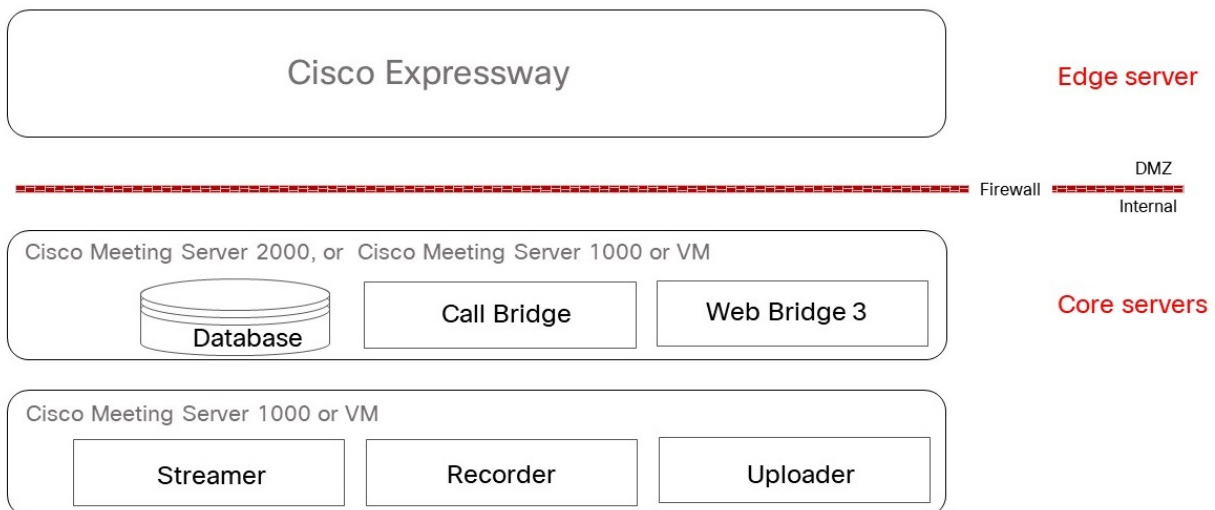 Cisco Expressway
Edge server
DMZ
Firewall
Internal
Cisco Meeting Server 2000, or Cisco Meeting Server 1000 or VM
Database
Call Bridge
Web Bridge 3
Core servers
Cisco Meeting Server 1000 or VM
Streamer
Recorder
Uploader